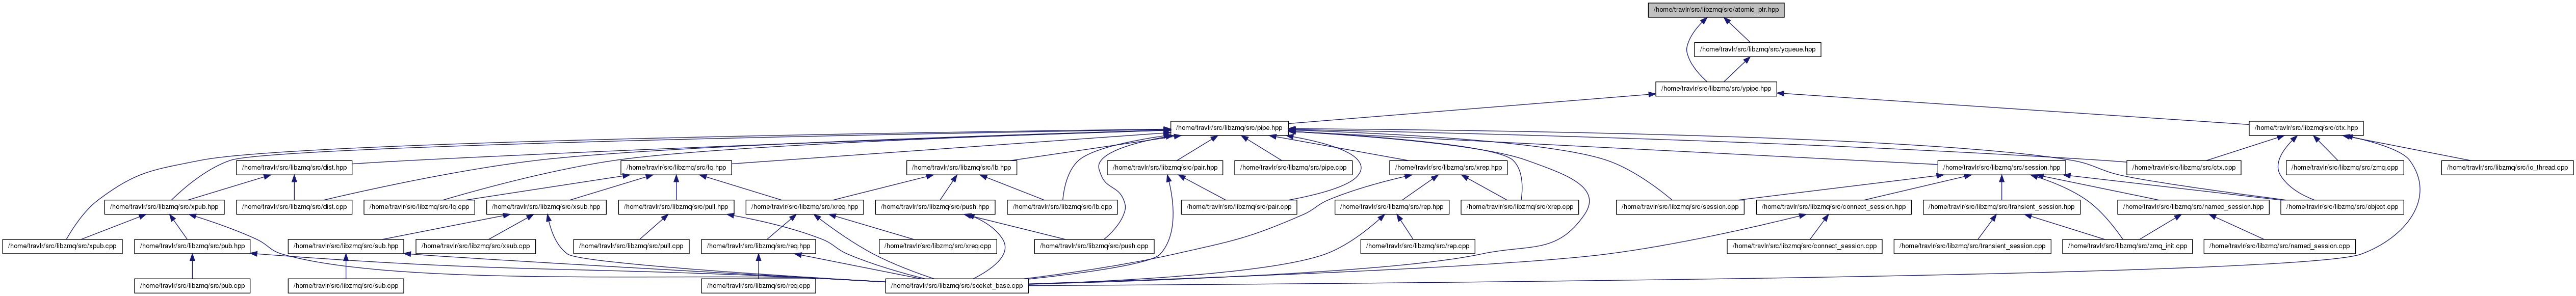 /home/travlr/src/libzmq/src/atomic_ptr.hpp
/home/travlr/src/libzmq/src/yqueue.hpp
/home/travlr/src/libzmq/src/ypipe.hpp
/home/travlr/src/libzmq/src/pipe.hpp
/home/travlr/src/libzmq/src/ctx.hpp
/home/travlr/src/libzmq/src/dist.hpp
/home/travlr/src/libzmq/src/fq.hpp
/home/travlr/src/libzmq/src/lb.hpp
/home/travlr/src/libzmq/src/pair.hpp
/home/travlr/src/libzmq/src/pipe.cpp
/home/travlr/src/libzmq/src/xrep.hpp
/home/travlr/src/libzmq/src/session.hpp
/home/travlr/src/libzmq/src/ctx.cpp
/home/travlr/src/libzmq/src/zmq.cpp
/home/travlr/src/libzmq/src/io_thread.cpp
/home/travlr/src/libzmq/src/xpub.hpp
/home/travlr/src/libzmq/src/dist.cpp
/home/travlr/src/libzmq/src/fq.cpp
/home/travlr/src/libzmq/src/xsub.hpp
/home/travlr/src/libzmq/src/pull.hpp
/home/travlr/src/libzmq/src/xreq.hpp
/home/travlr/src/libzmq/src/push.hpp
/home/travlr/src/libzmq/src/lb.cpp
/home/travlr/src/libzmq/src/pair.cpp
/home/travlr/src/libzmq/src/rep.hpp
/home/travlr/src/libzmq/src/xrep.cpp
/home/travlr/src/libzmq/src/session.cpp
/home/travlr/src/libzmq/src/connect_session.hpp
/home/travlr/src/libzmq/src/transient_session.hpp
/home/travlr/src/libzmq/src/named_session.hpp
/home/travlr/src/libzmq/src/object.cpp
/home/travlr/src/libzmq/src/xpub.cpp
/home/travlr/src/libzmq/src/pub.hpp
/home/travlr/src/libzmq/src/sub.hpp
/home/travlr/src/libzmq/src/xsub.cpp
/home/travlr/src/libzmq/src/pull.cpp
/home/travlr/src/libzmq/src/req.hpp
/home/travlr/src/libzmq/src/xreq.cpp
/home/travlr/src/libzmq/src/push.cpp
/home/travlr/src/libzmq/src/rep.cpp
/home/travlr/src/libzmq/src/connect_session.cpp
/home/travlr/src/libzmq/src/transient_session.cpp
/home/travlr/src/libzmq/src/zmq_init.cpp
/home/travlr/src/libzmq/src/named_session.cpp
/home/travlr/src/libzmq/src/pub.cpp
/home/travlr/src/libzmq/src/sub.cpp
/home/travlr/src/libzmq/src/req.cpp
/home/travlr/src/libzmq/src/socket_base.cpp